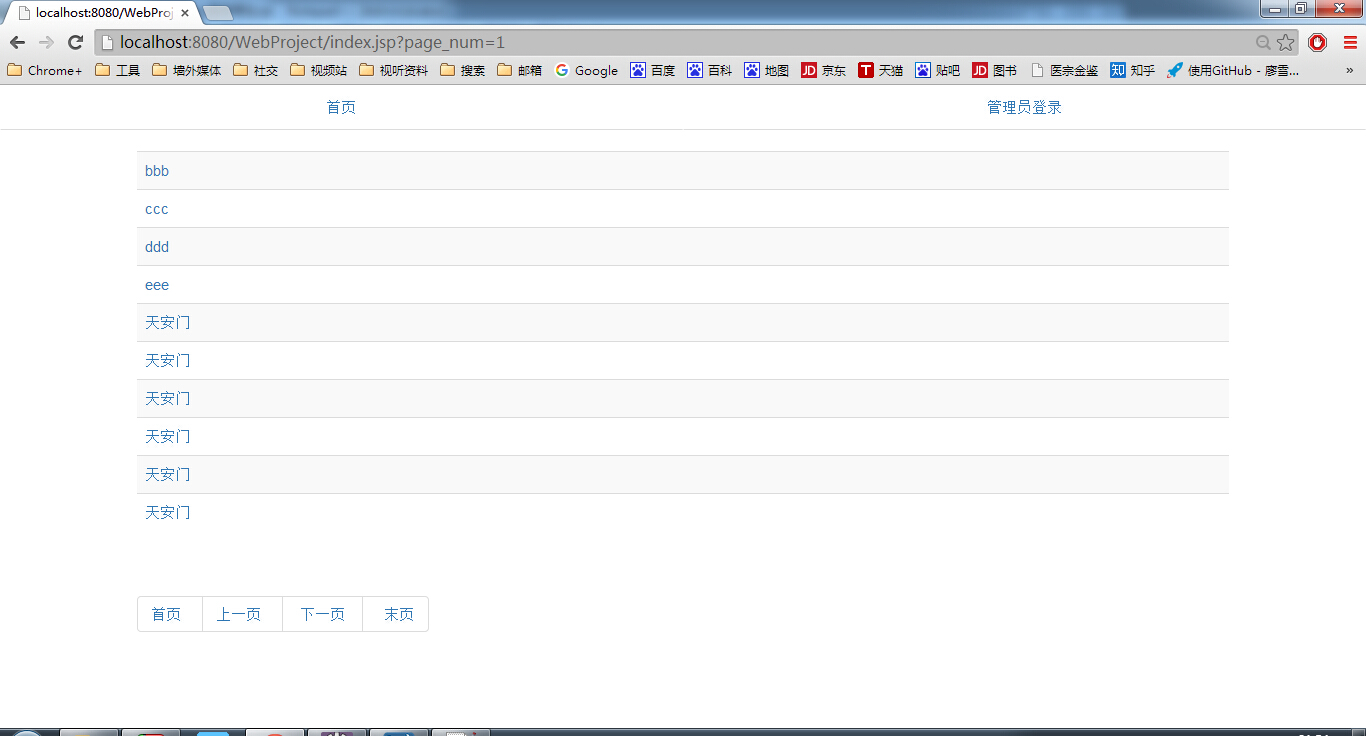 localhost:8080/WebProj
localhost:8080/WebProject/index.jsp?page_num=1
Chrome+ 工具 墙外媒体 社交 视频站 视听资料 搜索 邮箱 Google 百度 百科 地图 JD 京东 T 天猫 贴吧 JD 图书 医宗金鉴 知 知乎 使用GitHub - 廖雪... »
首页 管理员登录
bbb
ccc
ddd
eee
天安门
天安门
天安门
天安门
天安门
天安门
首页 上一页 下一页 末页